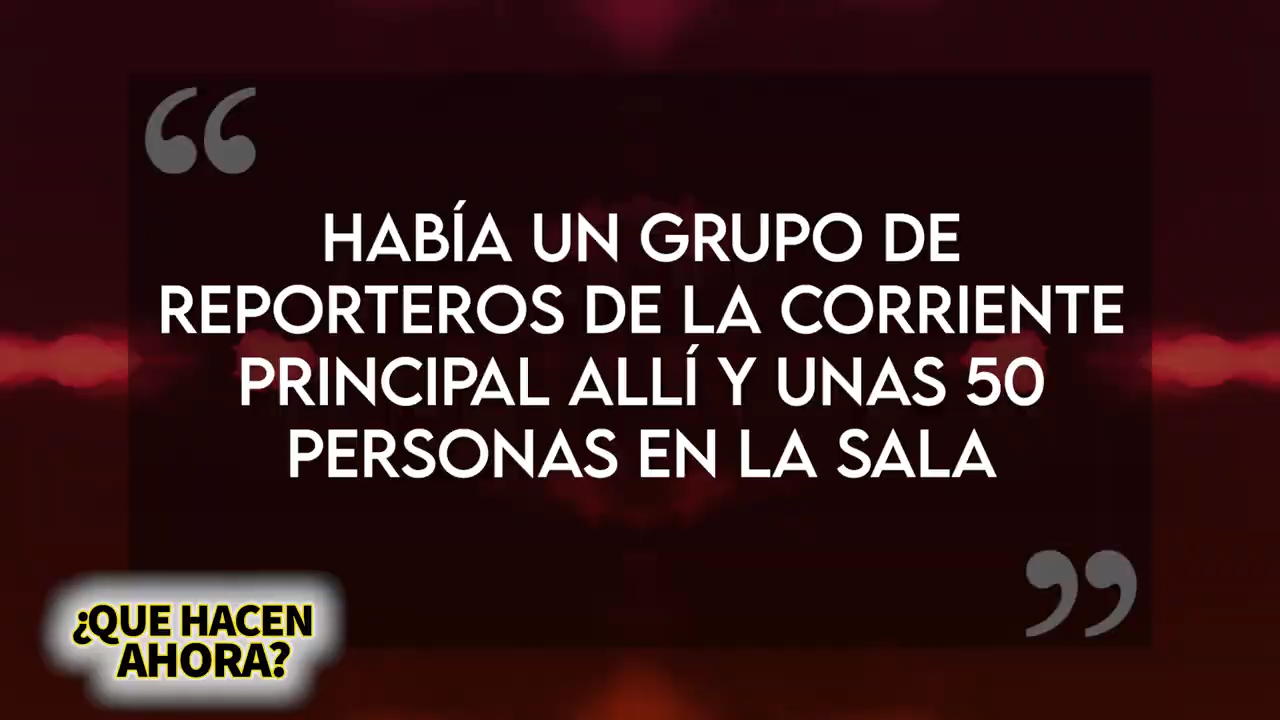 “
HABÍA UN GRUPO DE
REPORTEROS DE LA CORRIENTE
PRINCIPAL ALLÍ Y UNAS 50
PERSONAS EN LA SALA
”
¿QUE HACEN
AHORA?